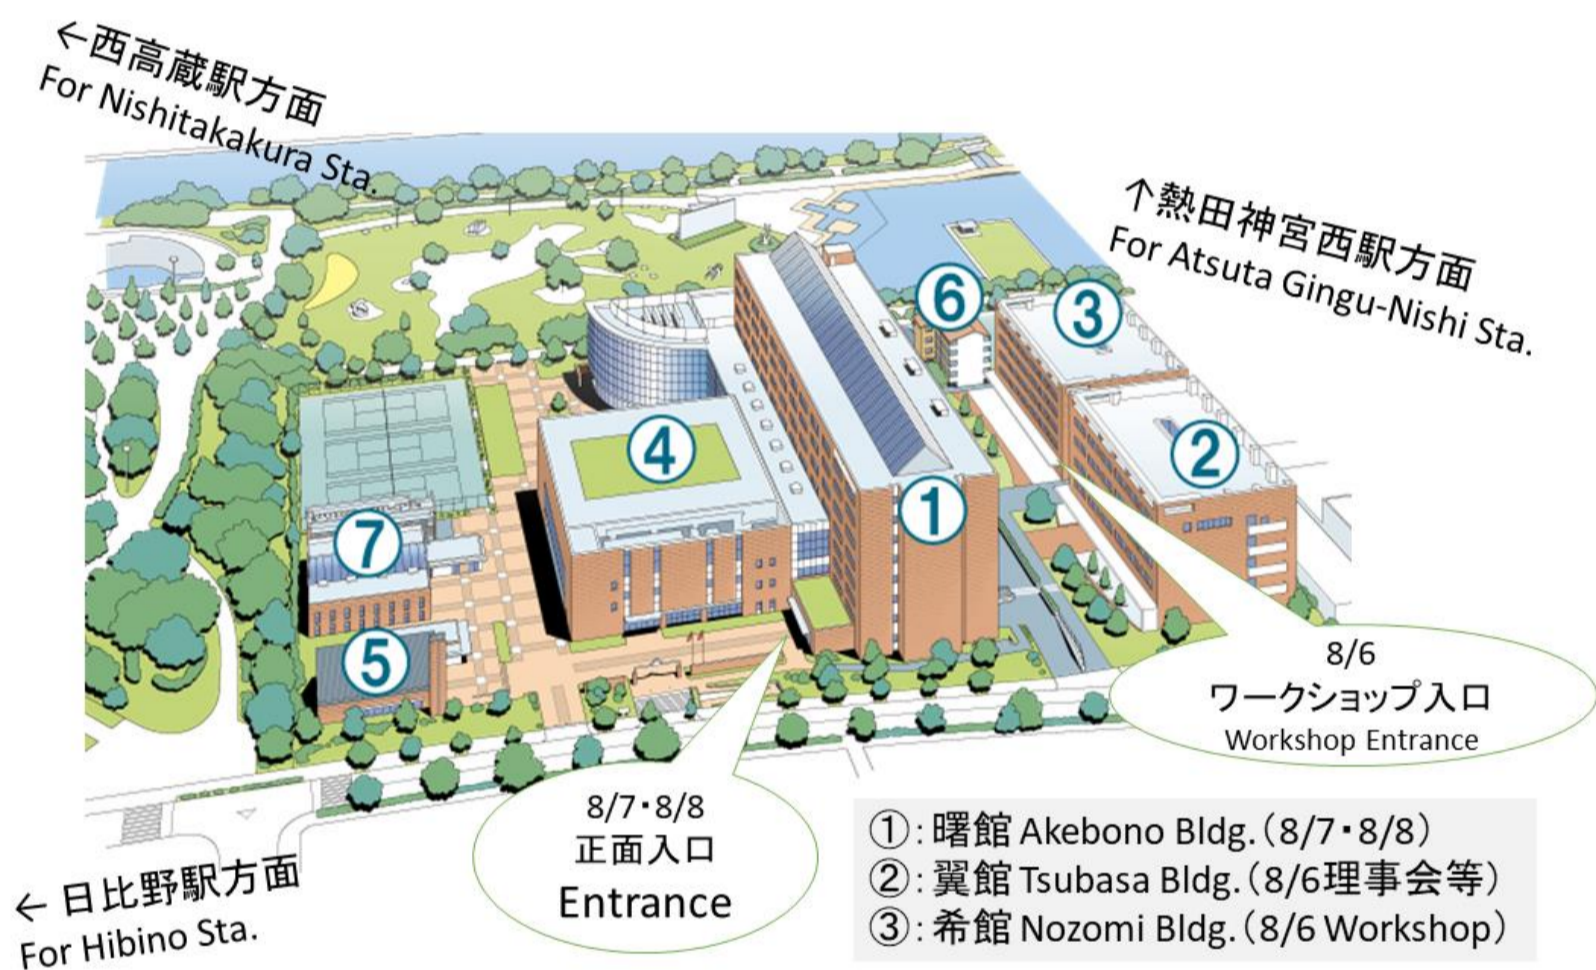 ←西高蔵駅方面
For Nishitakakura Sta.
↑熱田神宮西駅方面
For Atsuta Gingu-Nishi Sta.
⑥
③
④
②
①
⑦
⑤
8/6
ワークショップ入口
Workshop Entrance
8/7・8/8
正面入口
Entrance
①:曙館 Akebono Bldg.(8/7・8/8)
②:翼館 Tsubasa Bldg.(8/6理事会等)
③:希館 Nozomi Bldg.(8/6 Workshop)
← 日比野駅方面
For Hibino Sta.